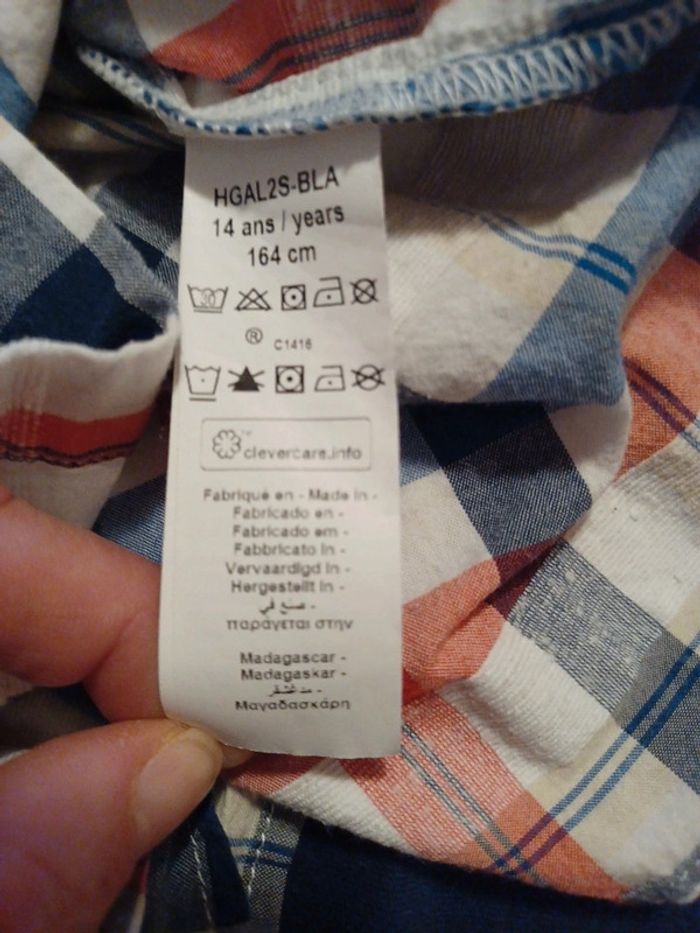 HGAL2S-BLA
14 ans / years
164 cm
30
® C1416
clevercare.info
Fabriqué en - Made in -
Fabricado en -
Fabricado em -
Fabbricato in -
Vervaardigd in -
Hergestellt in -
صنع في -
παράγεται στην
Madagascar -
Madagaskar -
مدغشقر -
Μαγαδασκάρη